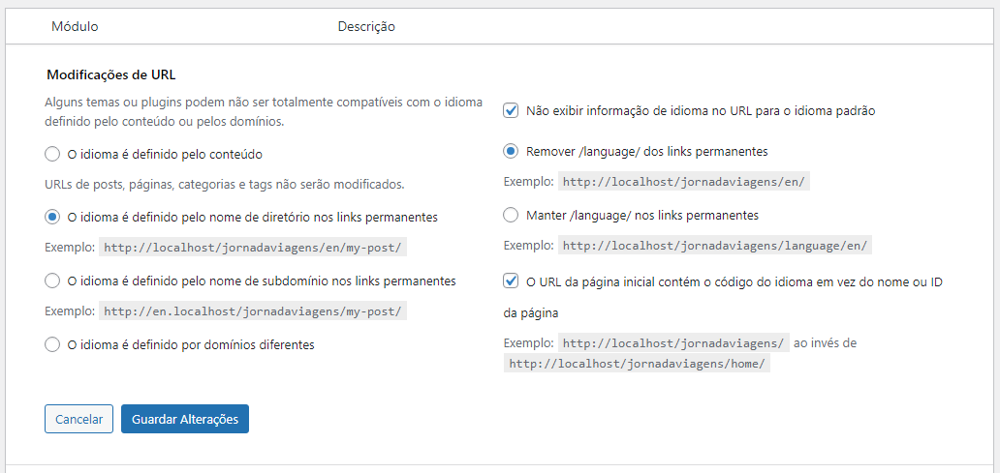 Módulo
Descrição
Modificações de URL
Alguns temas ou plugins podem não ser totalmente compatíveis com o idioma
definido pelo conteúdo ou pelos domínios.
O idioma é definido pelo conteúdo
URLs de posts, páginas, categorias e tags não serão modificados.
O idioma é definido pelo nome de diretório nos links permanentes
Exemplo: http://localhost/jornadaviagens/en/my-post/
O idioma é definido pelo nome de subdomínio nos links permanentes
Exemplo: http://en.localhost/jornadaviagens/my-post/
O idioma é definido por domínios diferentes
Não exibir informação de idioma no URL para o idioma padrão
Remover /language/ dos links permanentes
Exemplo: http://localhost/jornadaviagens/en/
Manter /language/ nos links permanentes
Exemplo: http://localhost/jornadaviagens/language/en/
O URL da página inicial contém o código do idioma em vez do nome ou ID
da página
Exemplo: http://localhost/jornadaviagens/ ao invés de
http://localhost/jornadaviagens/home/
Cancelar
Guardar Alterações